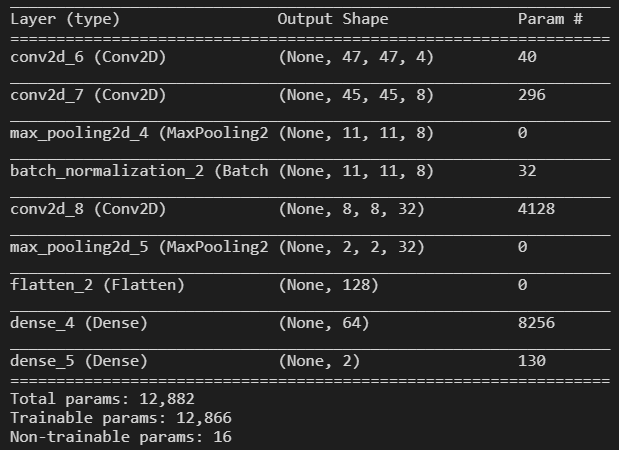 Layer (type) Output Shape Param #
=================================================================
conv2d_6 (Conv2D) (None, 47, 47, 4) 40
conv2d_7 (Conv2D) (None, 45, 45, 8) 296
max_pooling2d_4 (MaxPooling2 (None, 11, 11, 8) 0
batch_normalization_2 (Batch (None, 11, 11, 8) 32
conv2d_8 (Conv2D) (None, 8, 8, 32) 4128
max_pooling2d_5 (MaxPooling2 (None, 2, 2, 32) 0
flatten_2 (Flatten) (None, 128) 0
dense_4 (Dense) (None, 64) 8256
dense_5 (Dense) (None, 2) 130
=================================================================
Total params: 12,882
Trainable params: 12,866
Non-trainable params: 16